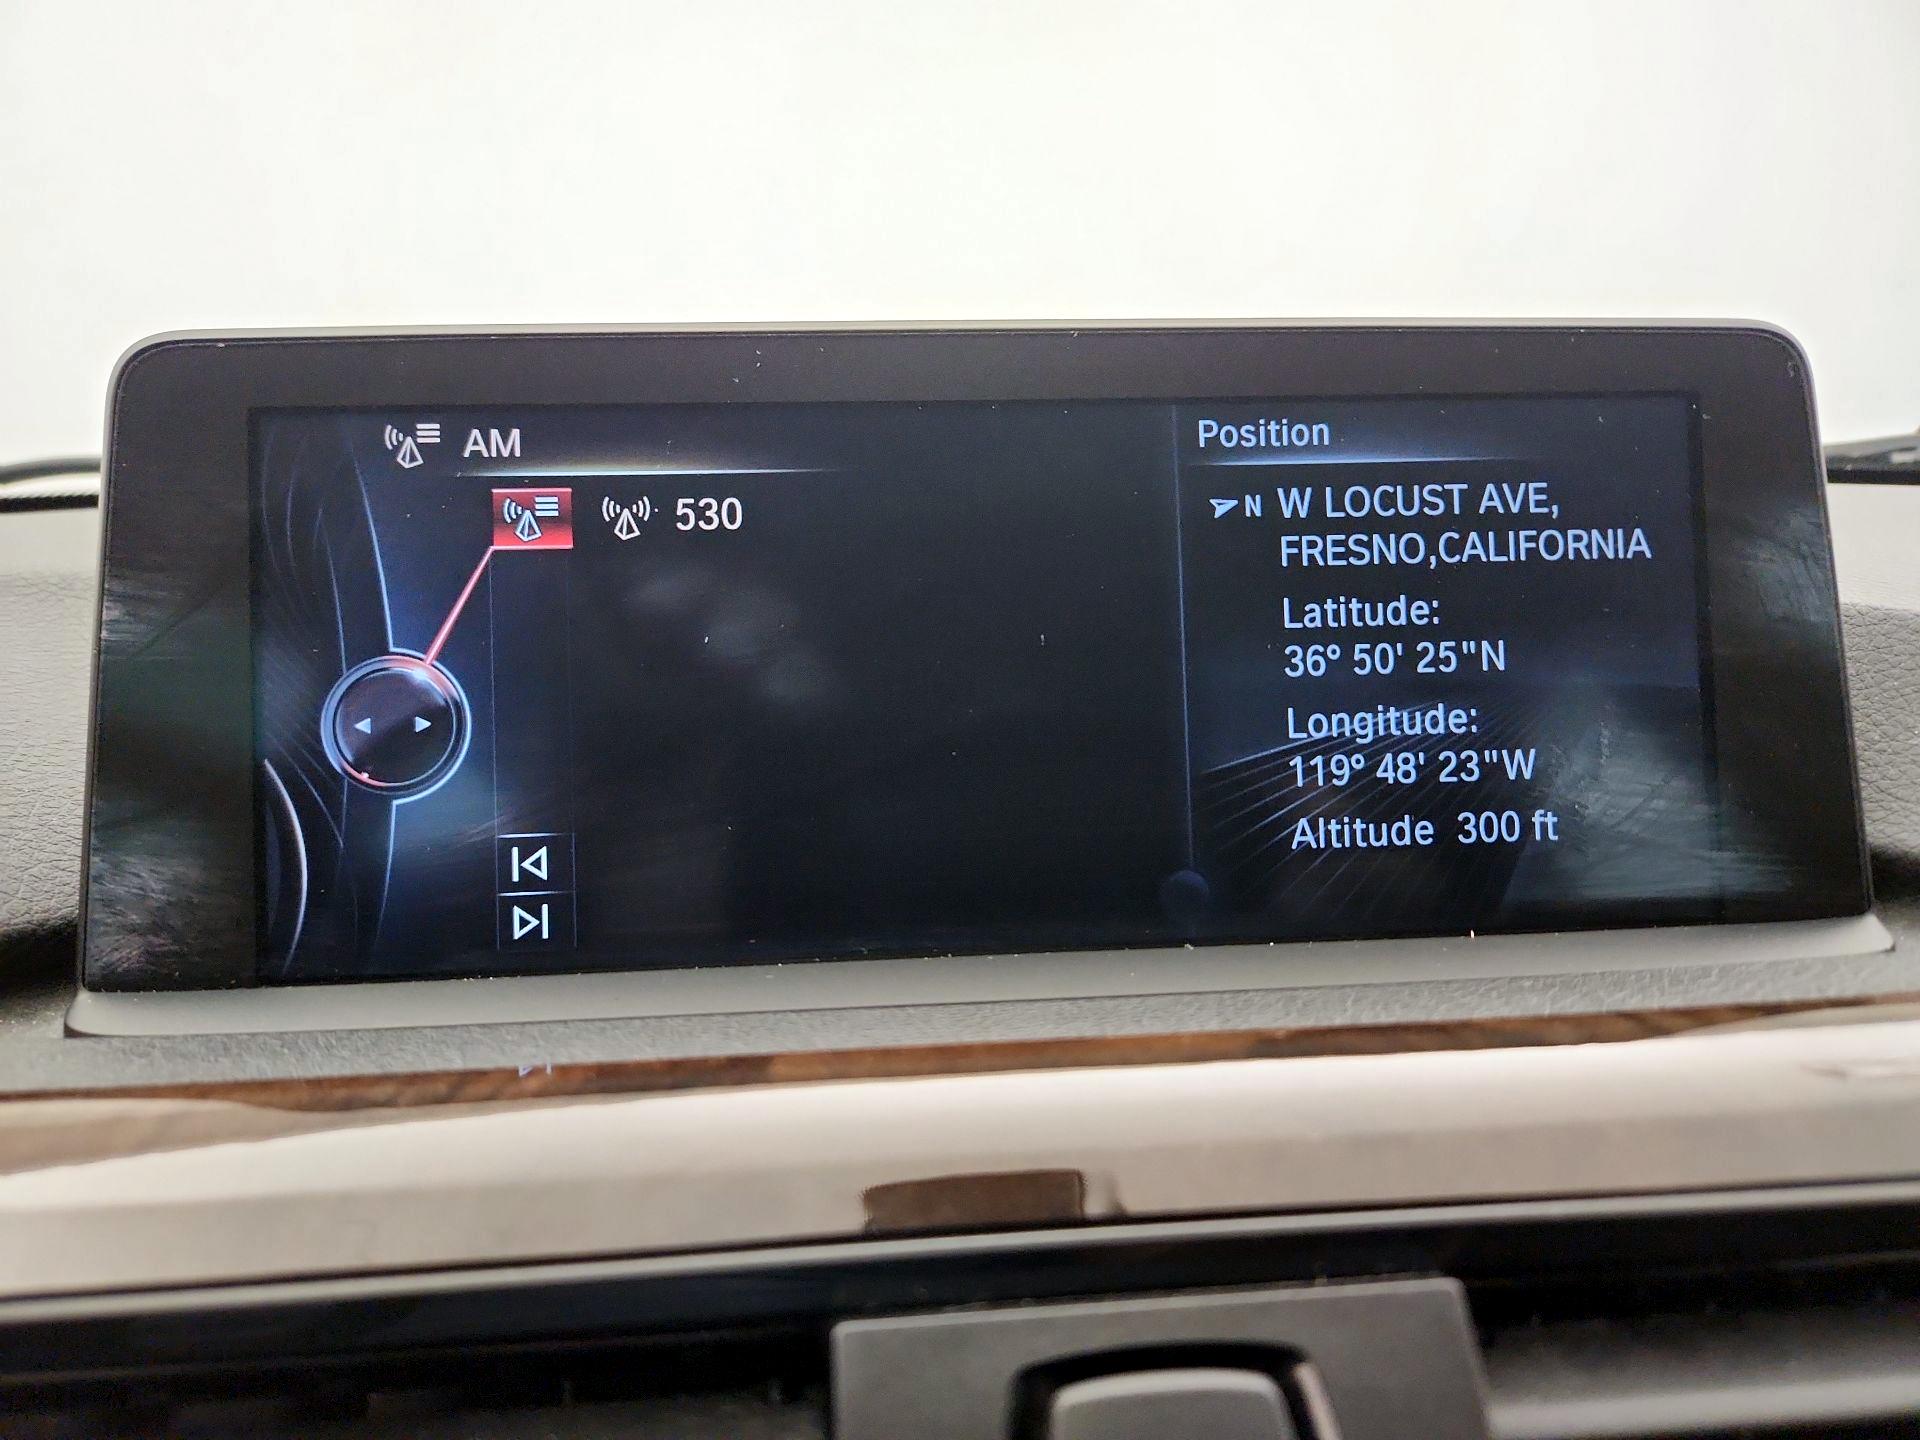 AM
530
Position
N W LOCUST AVE,
FRESNO,CALIFORNIA
Latitude:
36° 50' 25"N
Longitude:
119° 48' 23"W
Altitude 300 ft